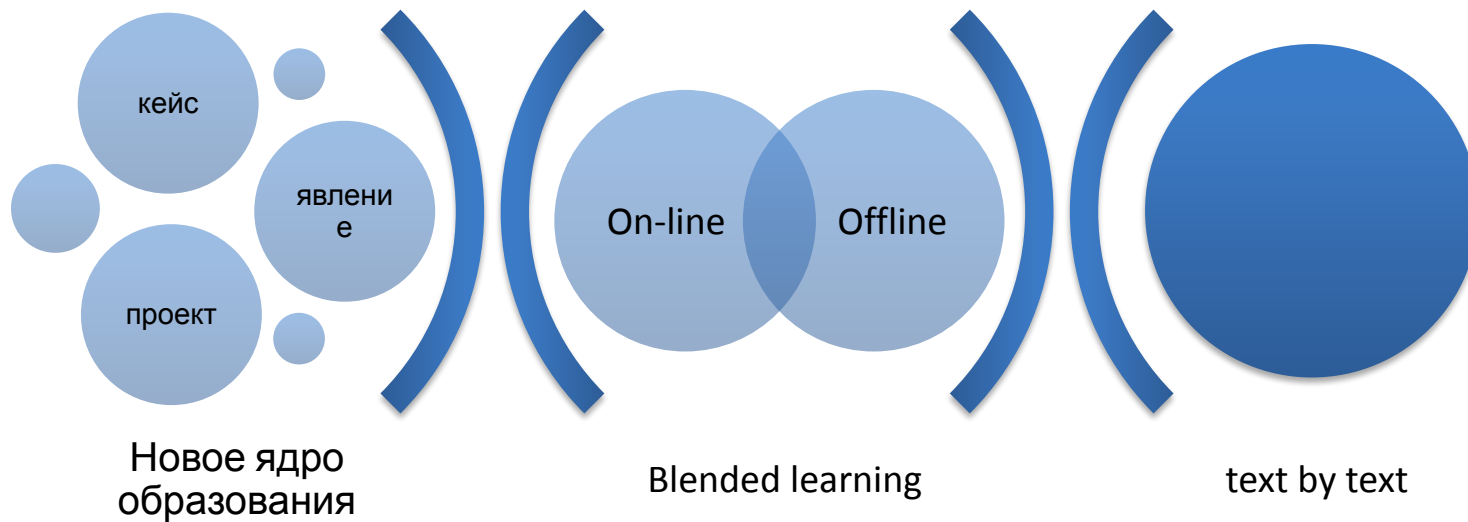 кейс
явлени
е
проект
On-line
Offline
Новое ядро
образования
Blended learning
text by text